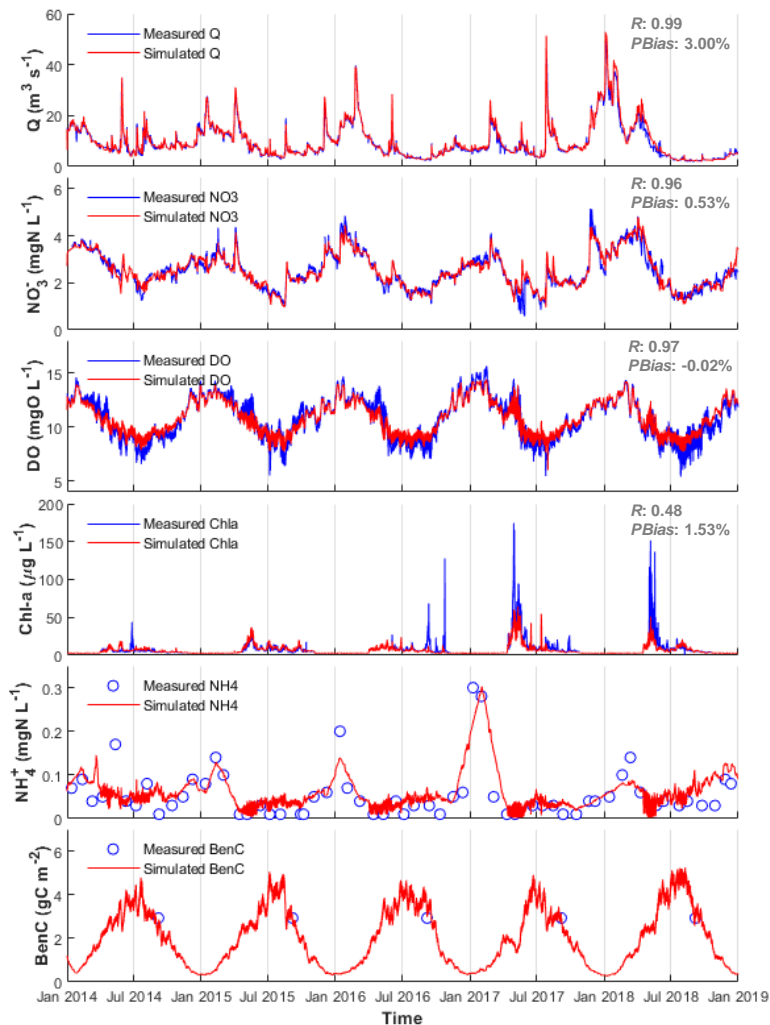 60
40
20
0
Q (m³ s⁻¹)
Measured Q
Simulated Q
R: 0.99
PBias: 3.00%
6
4
2
0
NO₃⁻ (mgN L⁻¹)
Measured NO3
Simulated NO3
R: 0.96
PBias: 0.53%
15
10
5
DO (mgO L⁻¹)
Measured DO
Simulated DO
R: 0.97
PBias: -0.02%
200
150
100
50
0
Chl-a (μg L⁻¹)
Measured Chla
Simulated Chla
R: 0.48
PBias: 1.53%
0.3
0.2
0.1
0
NH₄⁺ (mgN L⁻¹)
Measured NH4
Simulated NH4
6
4
2
0
BenC (gC m⁻²)
Measured BenC
Simulated BenC
Jan 2014 Jul 2014 Jan 2015 Jul 2015 Jan 2016 Jul 2016 Jan 2017 Jul 2017 Jan 2018 Jul 2018 Jan 2019
Time